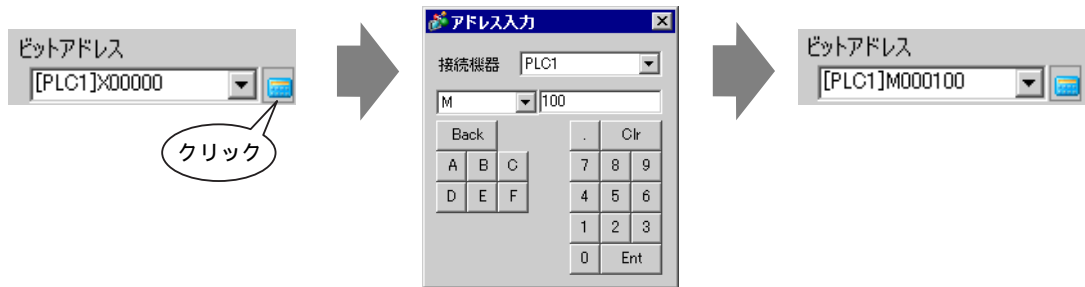 ビットアドレス
[PLC1]X00000
クリック
アドレス入力
接続機器 PLC1
M 100
Back . Clr
A B C 7 8 9
D E F 4 5 6
1 2 3
0 Ent
ビットアドレス
[PLC1]M000100